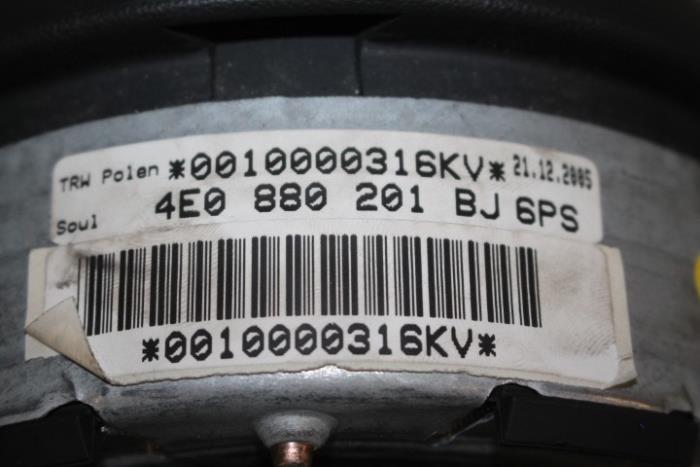 TRW Polen *0010000316KV* 21.12.2005
Soul 4E0 880 201 BJ 6PS
*0010000316KV*